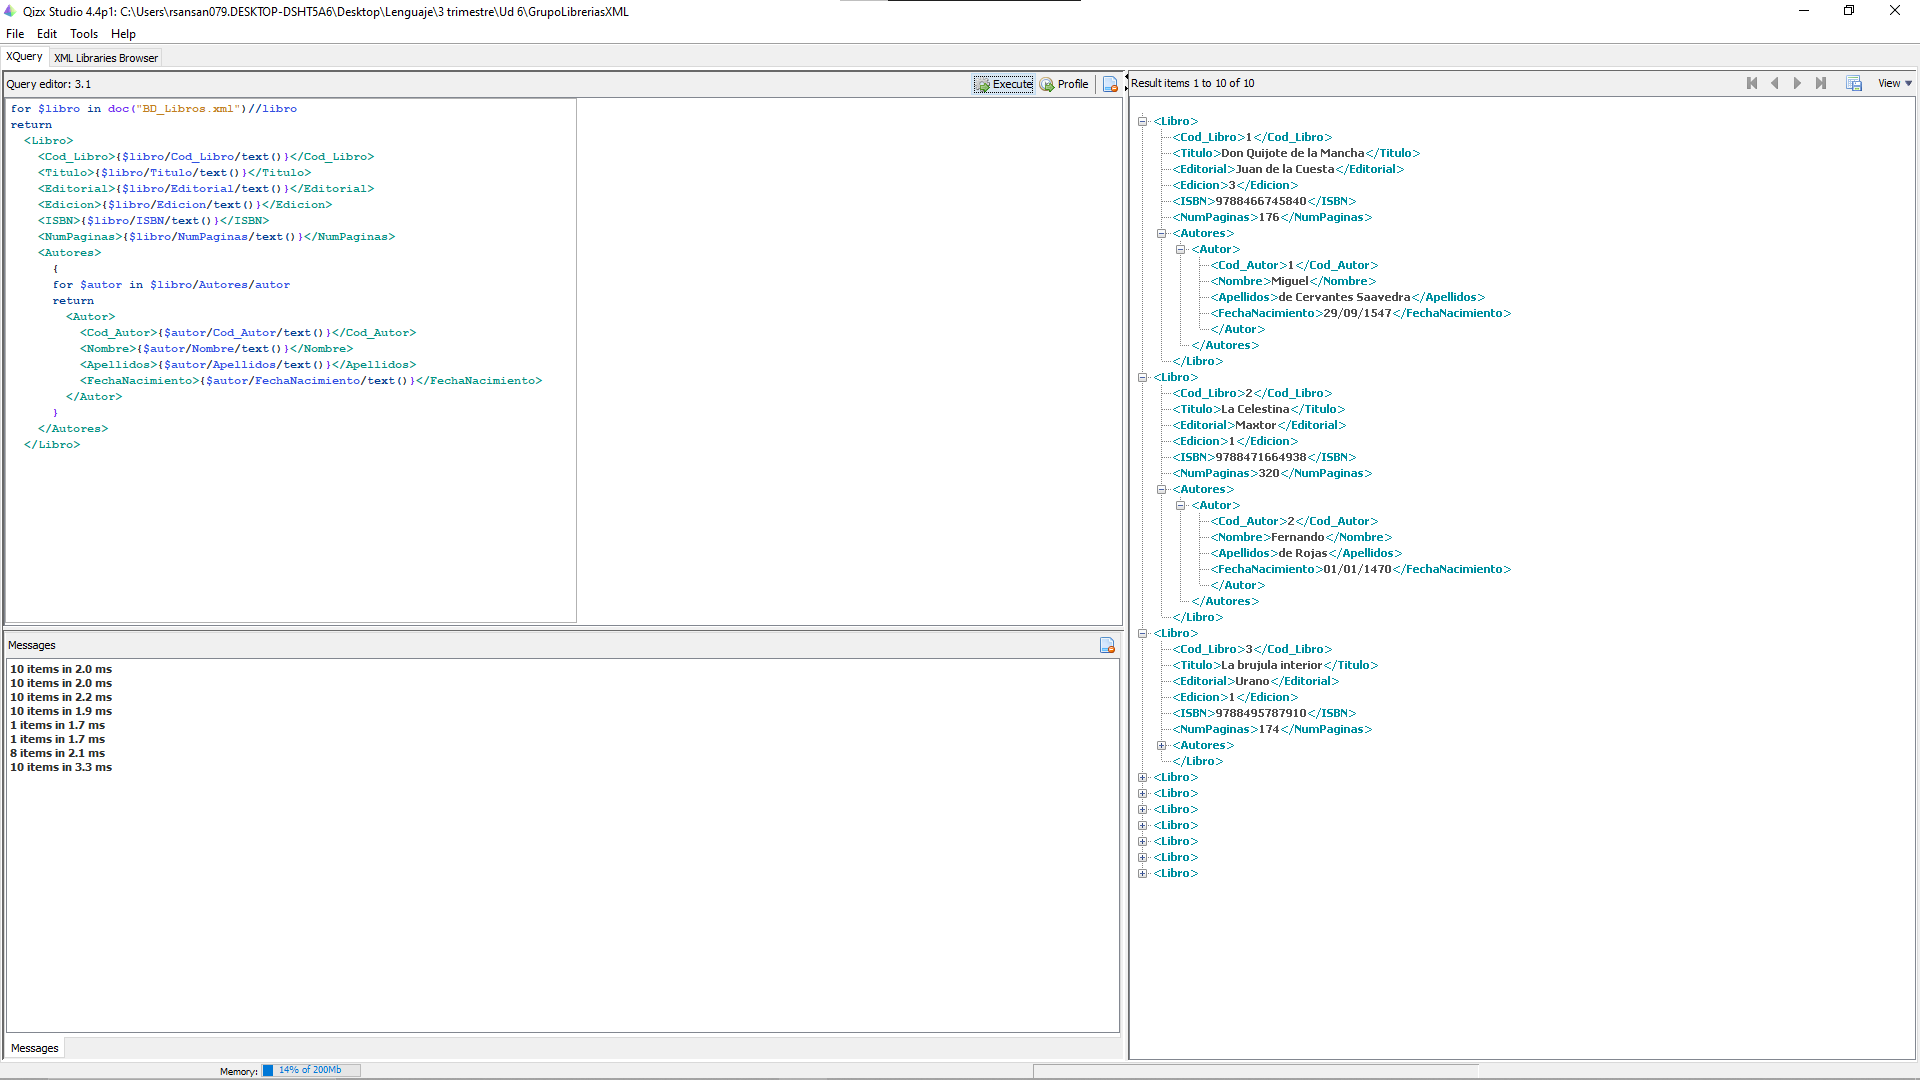 Qizx Studio 4.4p1: C:\Users\rsansan079.DESKTOP-DSHT5A6\Desktop\Lenguaje\3 trimestre\Ud 6\GrupoLibreriasXML
File Edit Tools Help
XQuery XML Libraries Browser
Query editor: 3.1 Execute Profile
for $libro in doc("BD_Libros.xml")//libro
return
<Libro>
<Cod_Libro>{$libro/Cod_Libro/text()}</Cod_Libro>
<Titulo>{$libro/Titulo/text()}</Titulo>
<Editorial>{$libro/Editorial/text()}</Editorial>
<Edicion>{$libro/Edicion/text()}</Edicion>
<ISBN>{$libro/ISBN/text()}</ISBN>
<NumPaginas>{$libro/NumPaginas/text()}</NumPaginas>
<Autores>
{
for $autor in $libro/Autores/autor
return
<Autor>
<Cod_Autor>{$autor/Cod_Autor/text()}</Cod_Autor>
<Nombre>{$autor/Nombre/text()}</Nombre>
<Apellidos>{$autor/Apellidos/text()}</Apellidos>
<FechaNacimiento>{$autor/FechaNacimiento/text()}</FechaNacimiento>
</Autor>
}
</Autores>
</Libro>
Messages
10 items in 2.0 ms
10 items in 2.0 ms
10 items in 2.2 ms
10 items in 1.9 ms
1 items in 1.7 ms
1 items in 1.7 ms
8 items in 2.1 ms
10 items in 3.3 ms
Messages
Memory: 14% of 200Mb
Result items 1 to 10 of 10 View
<Libro>
<Cod_Libro>1</Cod_Libro>
<Titulo>Don Quijote de la Mancha</Titulo>
<Editorial>Juan de la Cuesta</Editorial>
<Edicion>3</Edicion>
<ISBN>9788466745840</ISBN>
<NumPaginas>176</NumPaginas>
<Autores>
<Autor>
<Cod_Autor>1</Cod_Autor>
<Nombre>Miguel</Nombre>
<Apellidos>de Cervantes Saavedra</Apellidos>
<FechaNacimiento>29/09/1547</FechaNacimiento>
</Autor>
</Autores>
</Libro>
<Libro>
<Cod_Libro>2</Cod_Libro>
<Titulo>La Celestina</Titulo>
<Editorial>Maxtor</Editorial>
<Edicion>1</Edicion>
<ISBN>9788471664938</ISBN>
<NumPaginas>320</NumPaginas>
<Autores>
<Autor>
<Cod_Autor>2</Cod_Autor>
<Nombre>Fernando</Nombre>
<Apellidos>de Rojas</Apellidos>
<FechaNacimiento>01/01/1470</FechaNacimiento>
</Autor>
</Autores>
</Libro>
<Libro>
<Cod_Libro>3</Cod_Libro>
<Titulo>La brujula interior</Titulo>
<Editorial>Urano</Editorial>
<Edicion>1</Edicion>
<ISBN>9788495787910</ISBN>
<NumPaginas>174</NumPaginas>
<Autores>
</Libro>
<Libro>
<Libro>
<Libro>
<Libro>
<Libro>
<Libro>
<Libro>